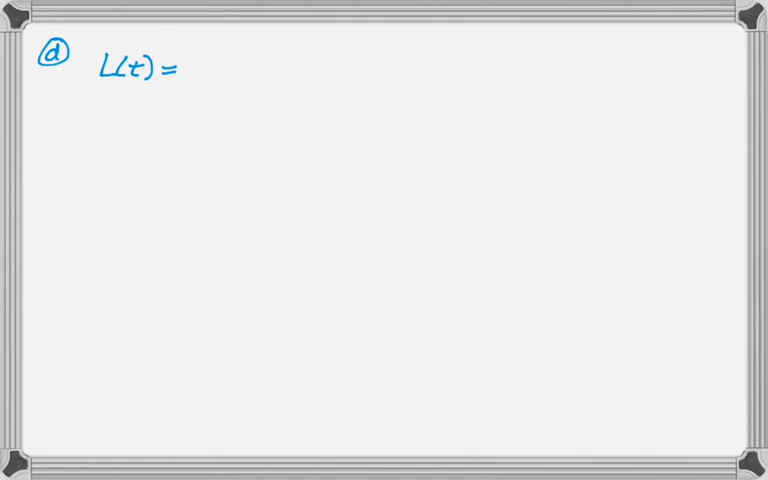 ⓓ L(t) =